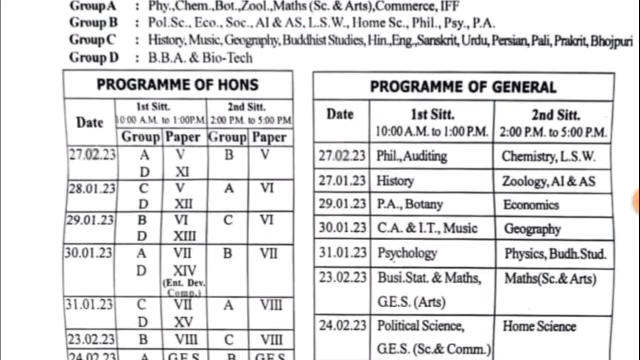 Group A : Phy.,Chem.,Bot.,Zool.,Maths (Sc. & Arts),Commerce, IFF
Group B : Pol.Sc., Eco., Soc., AI & AS, L.S.W., Home Sc., Phil., Psy., P.A.
Group C : History, Music, Geography, Buddhist Studies, Hin.,Eng.,Sanskrit, Urdu, Persian, Pali, Prakrit, Bhojpuri
Group D : B.B.A. & Bio-Tech
PROGRAMME OF HONS
Date 1st Sitt. 2nd Sitt.
10:00 A.M. to 1:00P.M. 2:00 P.M. to 5:00 P.M.
Group Paper Group Paper
27.02.23 A V B V
D XI
28.01.23 C V A VI
D XII
29.01.23 B VI C VI
D XIII
30.01.23 A VII B VII
D XIV
(Ent. Dev. Comp.)
31.01.23 C VII A VIII
D XV
23.02.23 B VIII C VIII
24.02.23 A G.E.S. B G.E.S.
PROGRAMME OF GENERAL
Date 1st Sitt. 2nd Sitt.
10:00 A.M. to 1:00 P.M. 2:00 P.M. to 5:00 P.M.
27.02.23 Phil.,Auditing Chemistry, L.S.W.
27.01.23 History Zoology, AI & AS
29.01.23 P.A., Botany Economics
30.01.23 C.A. & I.T., Music Geography
31.01.23 Psychology Physics, Budh.Stud.
23.02.23 Busi.Stat. & Maths, Maths(Sc.& Arts)
G.E.S. (Arts)
24.02.23 Political Science, Home Science
G.E.S. (Sc.& Comm.)